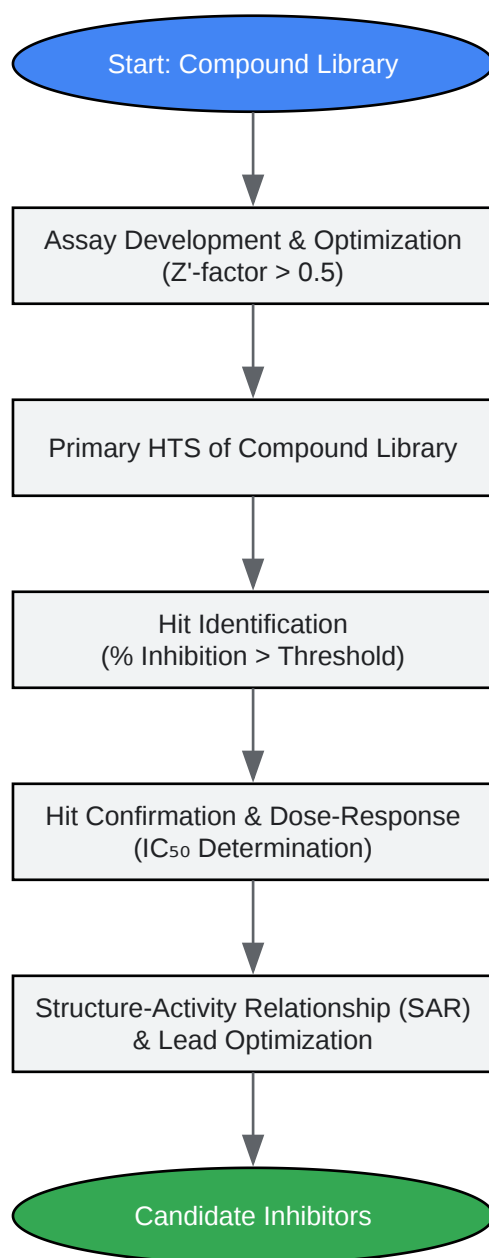 Start: Compound Library
Assay Development & Optimization
(Z'-factor > 0.5)
Primary HTS of Compound Library
Hit Identification
(% Inhibition > Threshold)
Hit Confirmation & Dose-Response
(IC₅₀ Determination)
Structure-Activity Relationship (SAR)
& Lead Optimization
Candidate Inhibitors